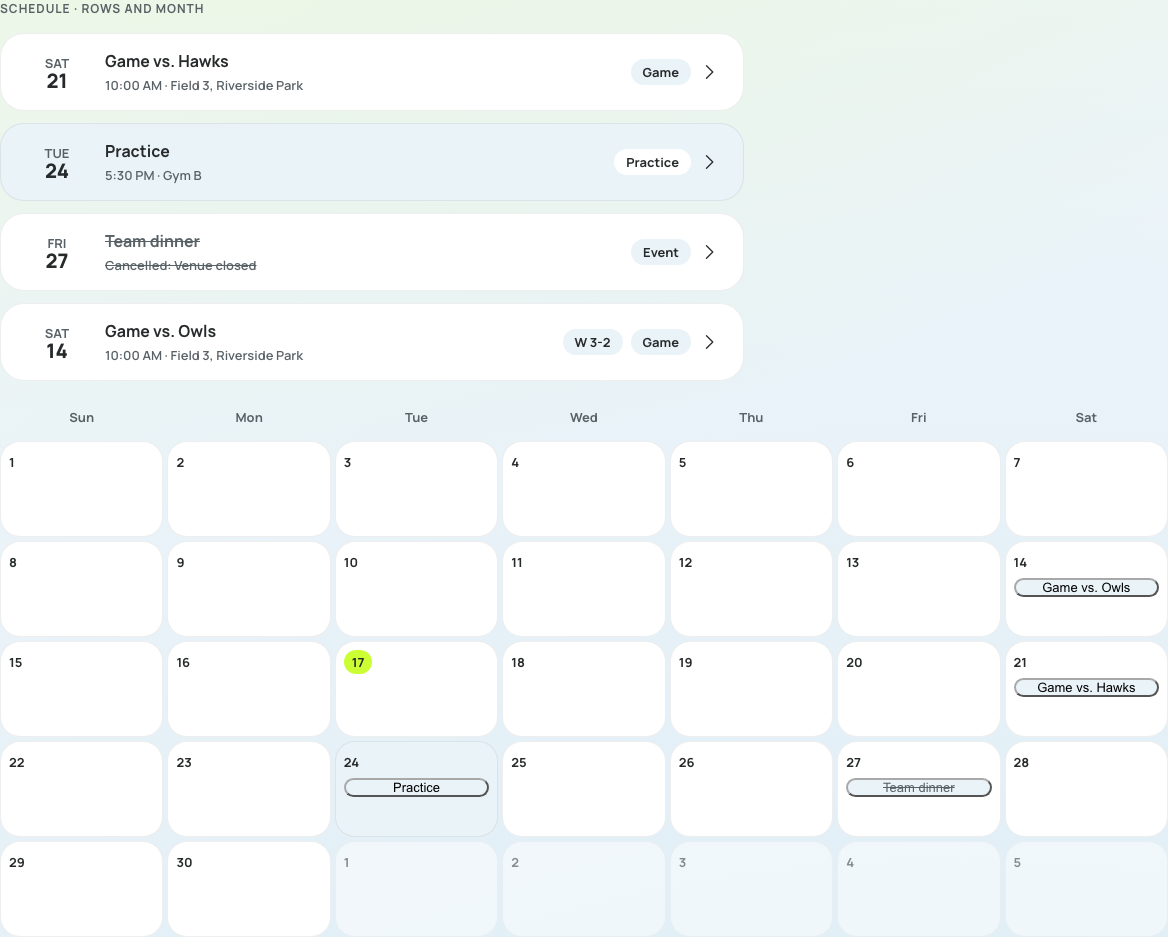 SCHEDULE · ROWS AND MONTH
SAT
21
Game vs. Hawks
10:00 AM · Field 3, Riverside Park
Game
TUE
24
Practice
5:30 PM · Gym B
Practice
FRI
27
Team dinner
Cancelled: Venue closed
Event
SAT
14
Game vs. Owls
10:00 AM · Field 3, Riverside Park
W 3-2
Game
Sun Mon Tue Wed Thu Fri Sat
1 2 3 4 5 6 7
8 9 10 11 12 13 14
Game vs. Owls
15 16 17 18 19 20 21
Game vs. Hawks
22 23 24 25 26 27 28
Practice Team dinner
29 30 1 2 3 4 5